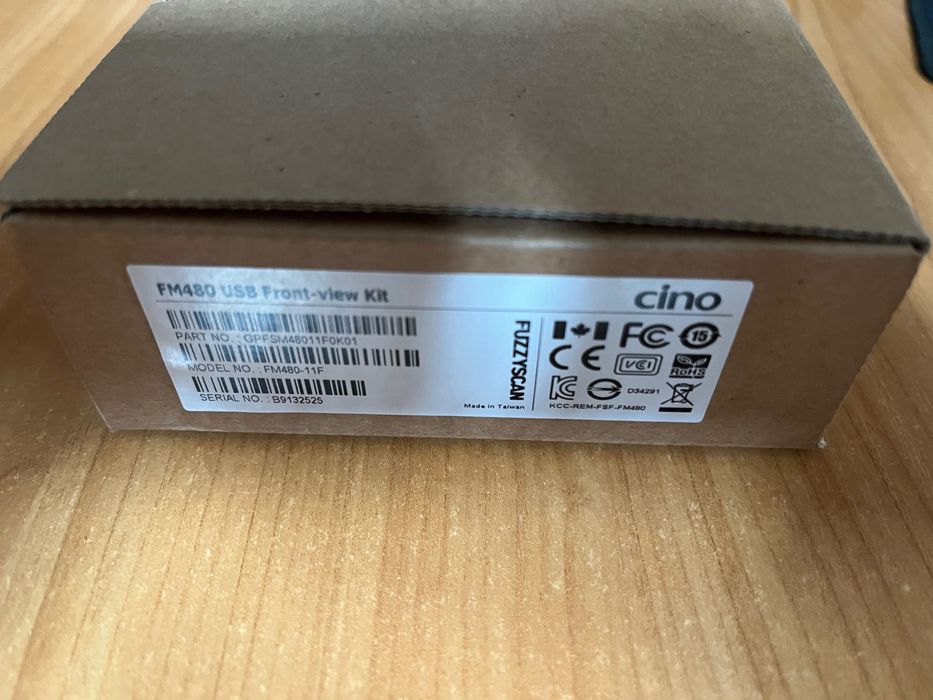 FM480 USB Front-view Kit
cino
PART NO. : GPFSM48011F0K01
MODEL NO. : FM480-11F
SERIAL NO. : B9132525
FUZZYSCAN
Made in Taiwan
FC
15
CE
VCI
RoHS
KC
D34291
KCC-REM-FSF-FM480